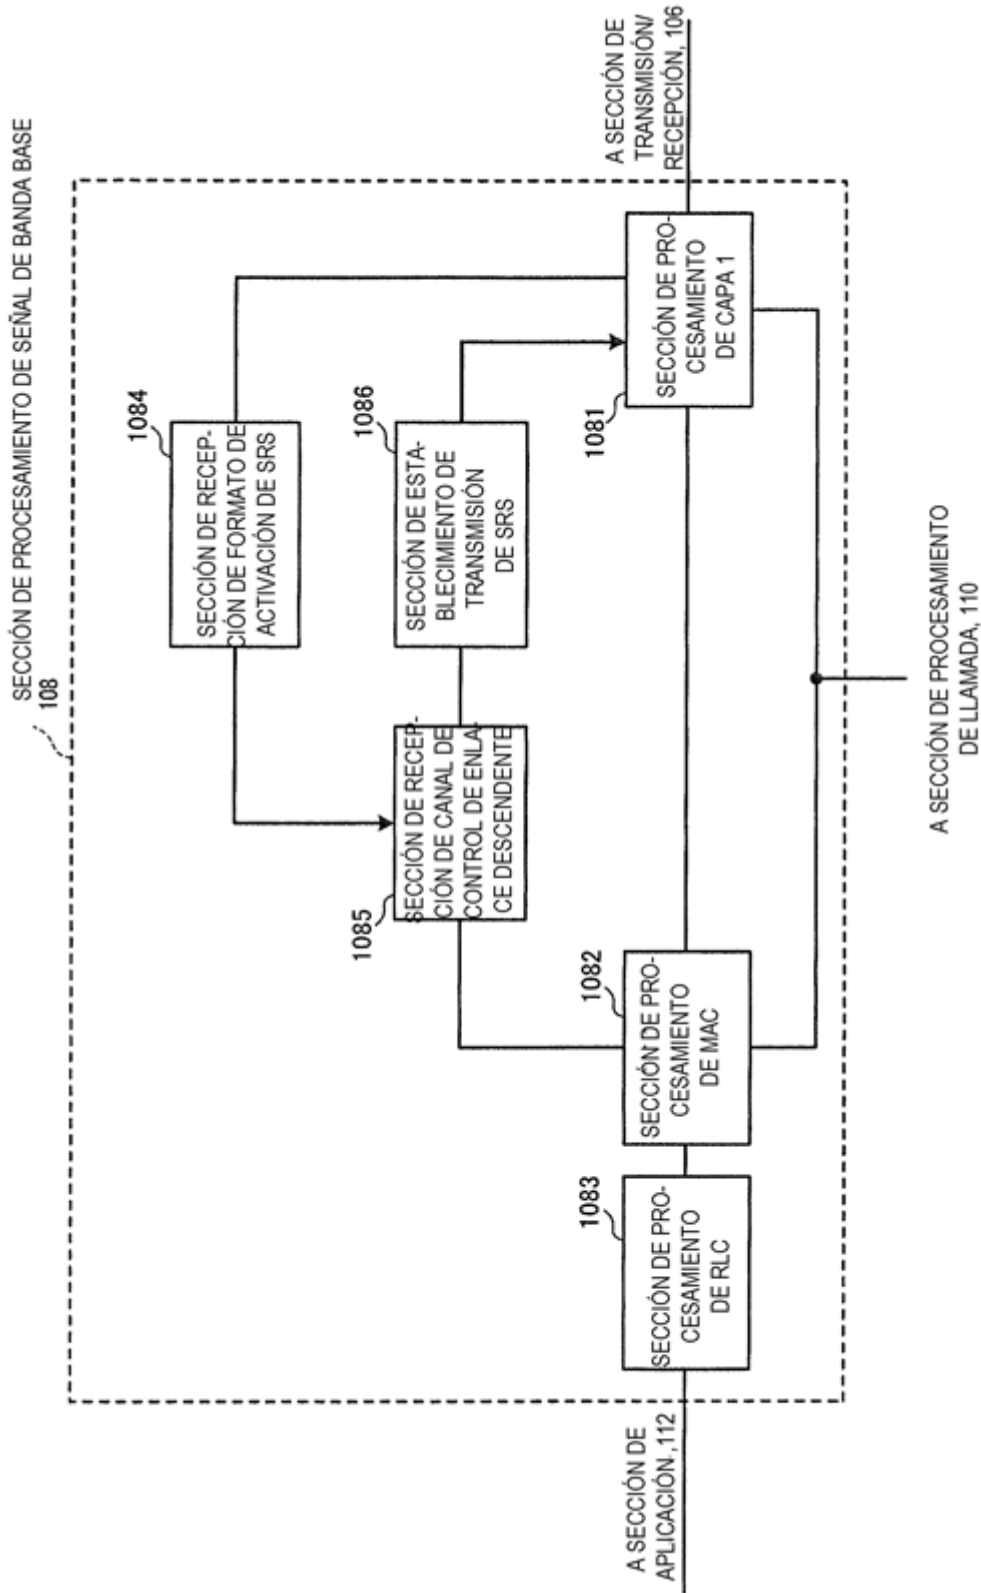 SECCIÓN DE PROCESAMIENTO DE SEÑAL DE BANDA BASE
108
1084
SECCIÓN DE RECEP-
CIÓN DE FORMATO DE
ACTIVACIÓN DE SRS
1085
SECCIÓN DE RECEP-
CIÓN DE CANAL DE
CONTROL DE ENLA-
CE DESCENDENTE
1086
SECCIÓN DE ESTA-
BLECIMIENTO DE
TRANSMISIÓN
DE SRS
A SECCIÓN DE
APLICACIÓN ,112
1083
SECCIÓN DE PRO-
CESAMIENTO
DE RLC
1082
SECCIÓN DE PRO-
CESAMIENTO
DE MAC
1081
SECCIÓN DE PRO-
CESAMIENTO
DE CAPA 1
A SECCIÓN DE
TRANSMISIÓN/
RECEPCIÓN, 106
A SECCIÓN DE PROCESAMIENTO
DE LLAMADA, 110